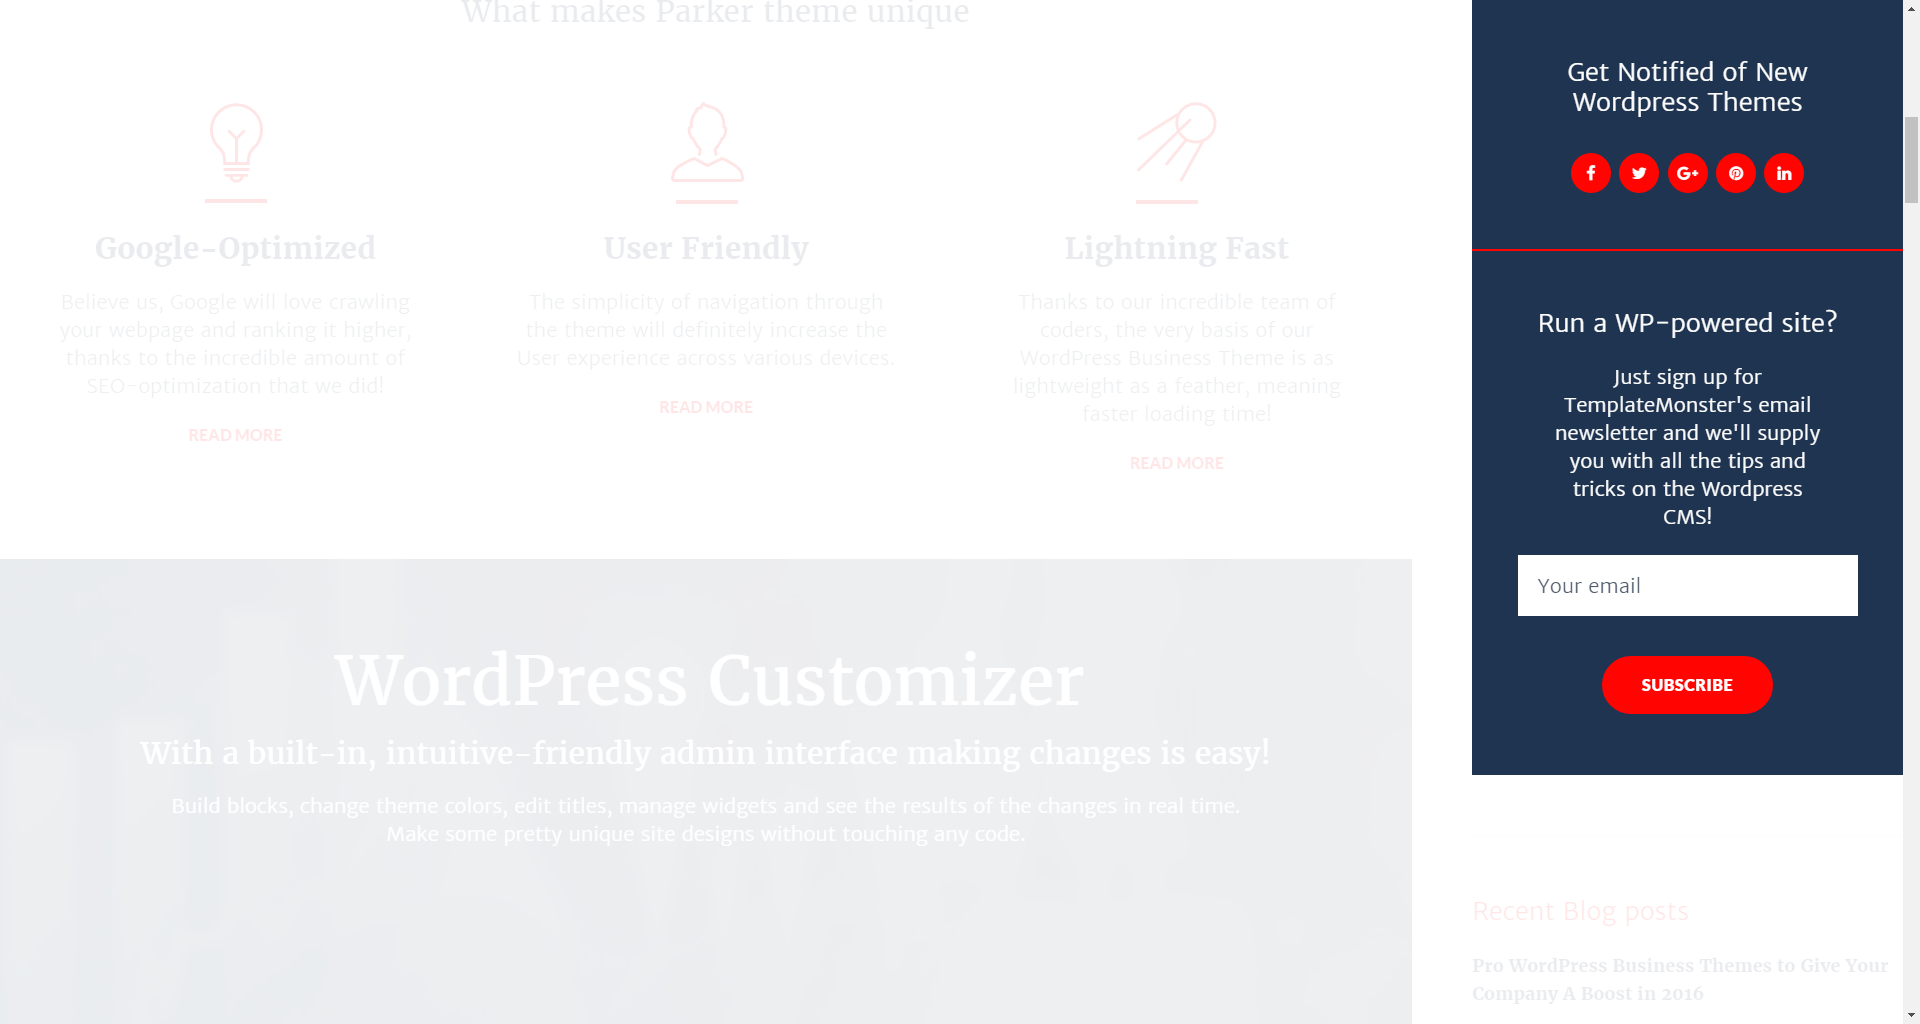 What makes Parker theme unique
Google-Optimized
Believe us, Google will love crawling
your webpage and ranking it higher,
thanks to the incredible amount of
SEO-optimization that we did!
READ MORE
User Friendly
The simplicity of navigation through
the theme will definitely increase the
User experience across various devices.
READ MORE
Lightning Fast
Thanks to our incredible team of
coders, the very basis of our
WordPress Business Theme is as
lightweight as a feather, meaning
faster loading time!
READ MORE
WordPress Customizer
With a built-in, intuitive-friendly admin interface making changes is easy!
Build blocks, change theme colors, edit titles, manage widgets and see the results of the changes in real time.
Make some pretty unique site designs without touching any code.
Get Notified of New
Wordpress Themes
Run a WP-powered site?
Just sign up for
TemplateMonster's email
newsletter and we'll supply
you with all the tips and
tricks on the Wordpress
CMS!
Your email
SUBSCRIBE
Recent Blog posts
Pro WordPress Business Themes to Give Your
Company A Boost in 2016